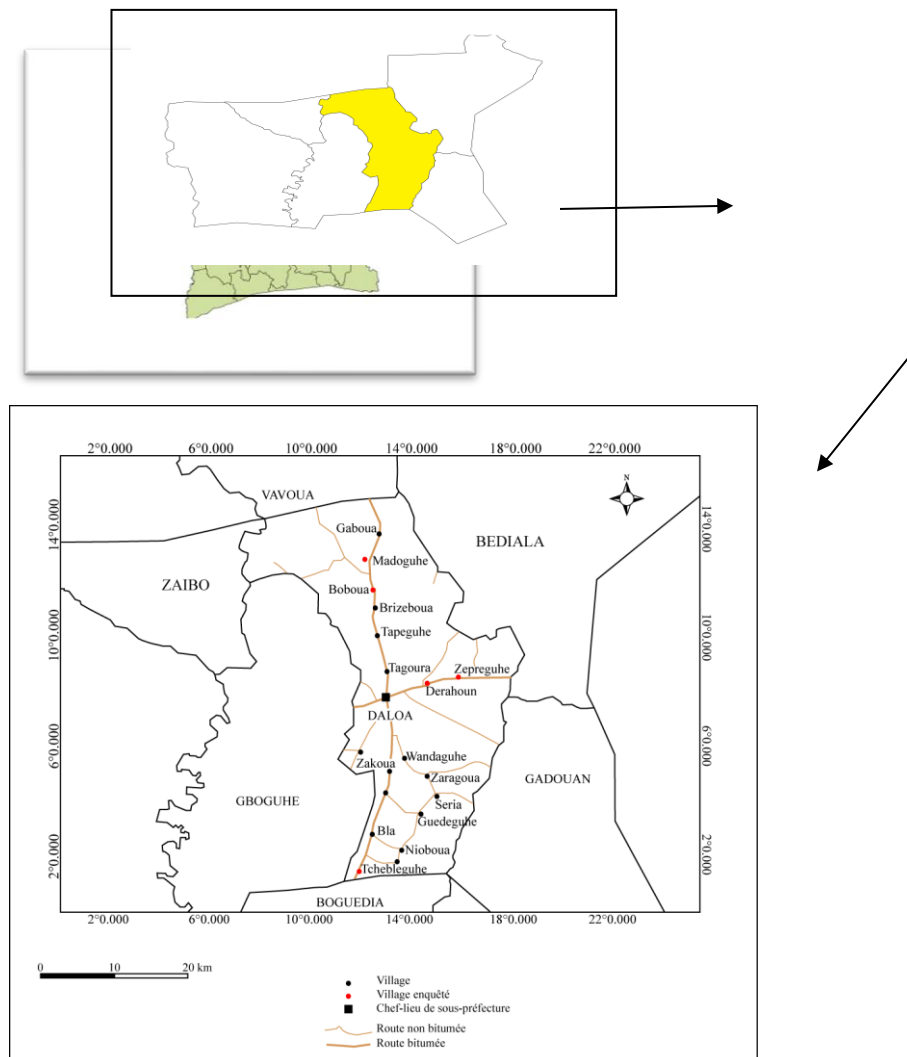 2°0.000 6°0.000 10°0.000 14°0.000 18°0.000 22°0.000
14°0.000
10°0.000
6°0.000
2°0.000
14°0.000
10°0.000
6°0.000
2°0.000
N
VAVOUA
Gaboua
BEDIALA
Madoguhe
ZAIBO
Boboua
Brizeboua
Tapeguhe
Zepreguhe
Tagoura
Derahoun
DALOA
Wandaguhe
Zakoua
Zaragoua
GADOUAN
GBOGUHE
Seria
Guedeguhe
Bla
Nioboua
Tchebleguhe
BOGUEDIA
2°0.000 6°0.000 10°0.000 14°0.000 18°0.000 22°0.000
0 10 20 km
Village
Village enquêté
Chef-lieu de sous-préfecture
Route non bitumée
Route bitumée